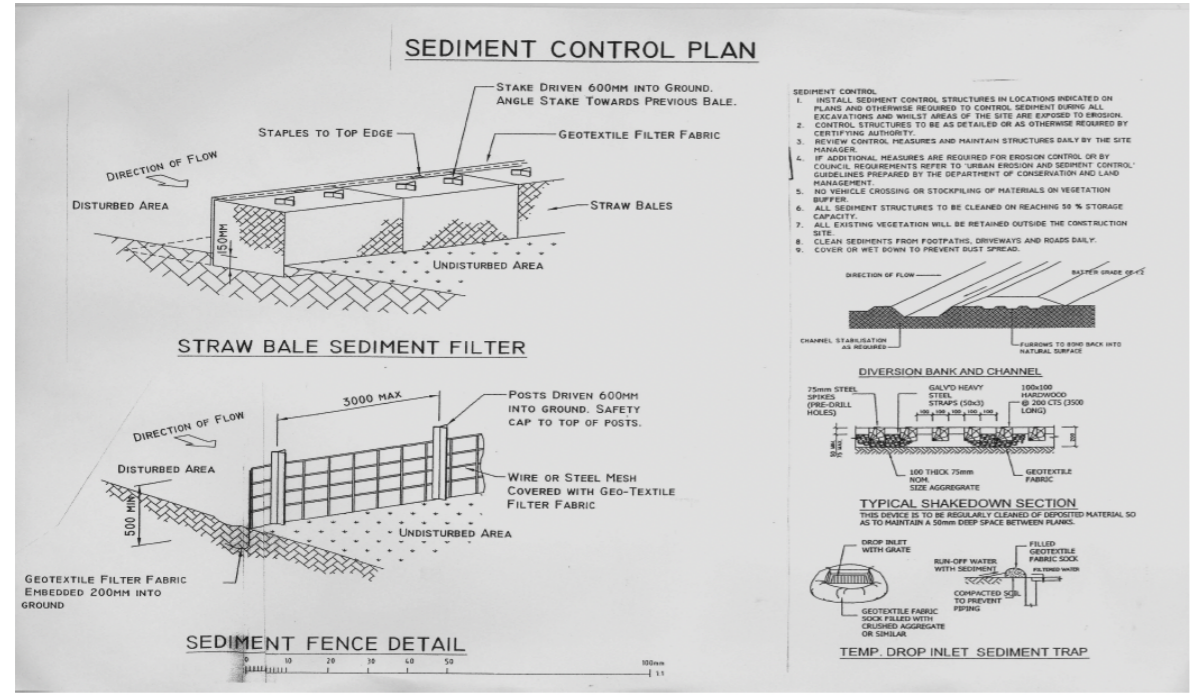 SEDIMENT CONTROL PLAN
STAKE DRIVEN 600MM INTO GROUND.
ANGLE STAKE TOWARDS PREVIOUS BALE.
STAPLES TO TOP EDGE
GEOTEXTILE FILTER FABRIC
DIRECTION OF FLOW
DISTURBED AREA
STRAW BALES
150MM
UNDISTURBED AREA
STRAW BALE SEDIMENT FILTER
3000 MAX
POSTS DRIVEN 600MM
INTO GROUND. SAFETY
CAP TO TOP OF POSTS.
DIRECTION OF FLOW
DISTURBED AREA
WIRE OR STEEL MESH
COVERED WITH GEO-TEXTILE
FILTER FABRIC
500 MIN
UNDISTURBED AREA
GEOTEXTILE FILTER FABRIC
EMBEDDED 200MM INTO
GROUND
SEDIMENT FENCE DETAIL
0 10 20 30 40 50 100mm
1:1
SEDIMENT CONTROL
1. INSTALL SEDIMENT CONTROL STRUCTURES IN LOCATIONS INDICATED ON
PLANS AND OTHERWISE REQUIRED TO CONTROL SEDIMENT DURING ALL
EXCAVATIONS AND WHILST AREAS OF THE SITE ARE EXPOSED TO EROSION.
2. CONTROL STRUCTURES TO BE AS DETAILED OR AS OTHERWISE REQUIRED BY
CERTIFYING AUTHORITY.
3. REVIEW CONTROL MEASURES AND MAINTAIN STRUCTURES DAILY BY THE SITE
MANAGER.
4. IF ADDITIONAL MEASURES ARE REQUIRED FOR EROSION CONTROL OR BY
COUNCIL REQUIREMENTS REFER TO 'URBAN EROSION AND SEDIMENT CONTROL'
GUIDELINES PREPARED BY THE DEPARTMENT OF CONSERVATION AND LAND
MANAGEMENT.
5. NO VEHICLE CROSSING OR STOCKPILING OF MATERIALS ON VEGETATION
BUFFER.
6. ALL SEDIMENT STRUCTURES TO BE CLEANED ON REACHING 50 % STORAGE
CAPACITY.
7. ALL EXISTING VEGETATION WILL BE RETAINED OUTSIDE THE CONSTRUCTION
SITE.
8. CLEAN SEDIMENTS FROM FOOTPATHS, DRIVEWAYS AND ROADS DAILY.
9. COVER OR WET DOWN TO PREVENT DUST SPREAD.
DIRECTION OF FLOW
BATTER GRADE OF 1:2
CHANNEL STABILISATION
AS REQUIRED
FURROWS TO BOND BACK INTO
NATURAL SURFACE
DIVERSION BANK AND CHANNEL
75mm STEEL
SPIKES
(PRE-DRILL
HOLES)
GALV'D HEAVY
STEEL
STRAPS (50x3)
100x100
HARDWOOD
@ 200 CTS (3500
LONG)
100 100 100 100 100
200
100 THICK 75mm
NOM.
SIZE AGGREGRATE
GEOTEXTILE
FABRIC
TYPICAL SHAKEDOWN SECTION
THIS DEVICE IS TO BE REGULARLY CLEANED OF DEPOSITED MATERIAL SO
AS TO MAINTAIN A 50mm DEEP SPACE BETWEEN PLANKS.
DROP INLET
WITH GRATE
GEOTEXTILE FABRIC
SOCK FILLED WITH
CRUSHED AGGREGATE
OR SIMILAR
RUN-OFF WATER
WITH SEDIMENT
FILLED
GEOTEXTILE
FABRIC SOCK
FILTERED WATER
COMPACTED SOIL
TO PREVENT
PIPING
TEMP. DROP INLET SEDIMENT TRAP